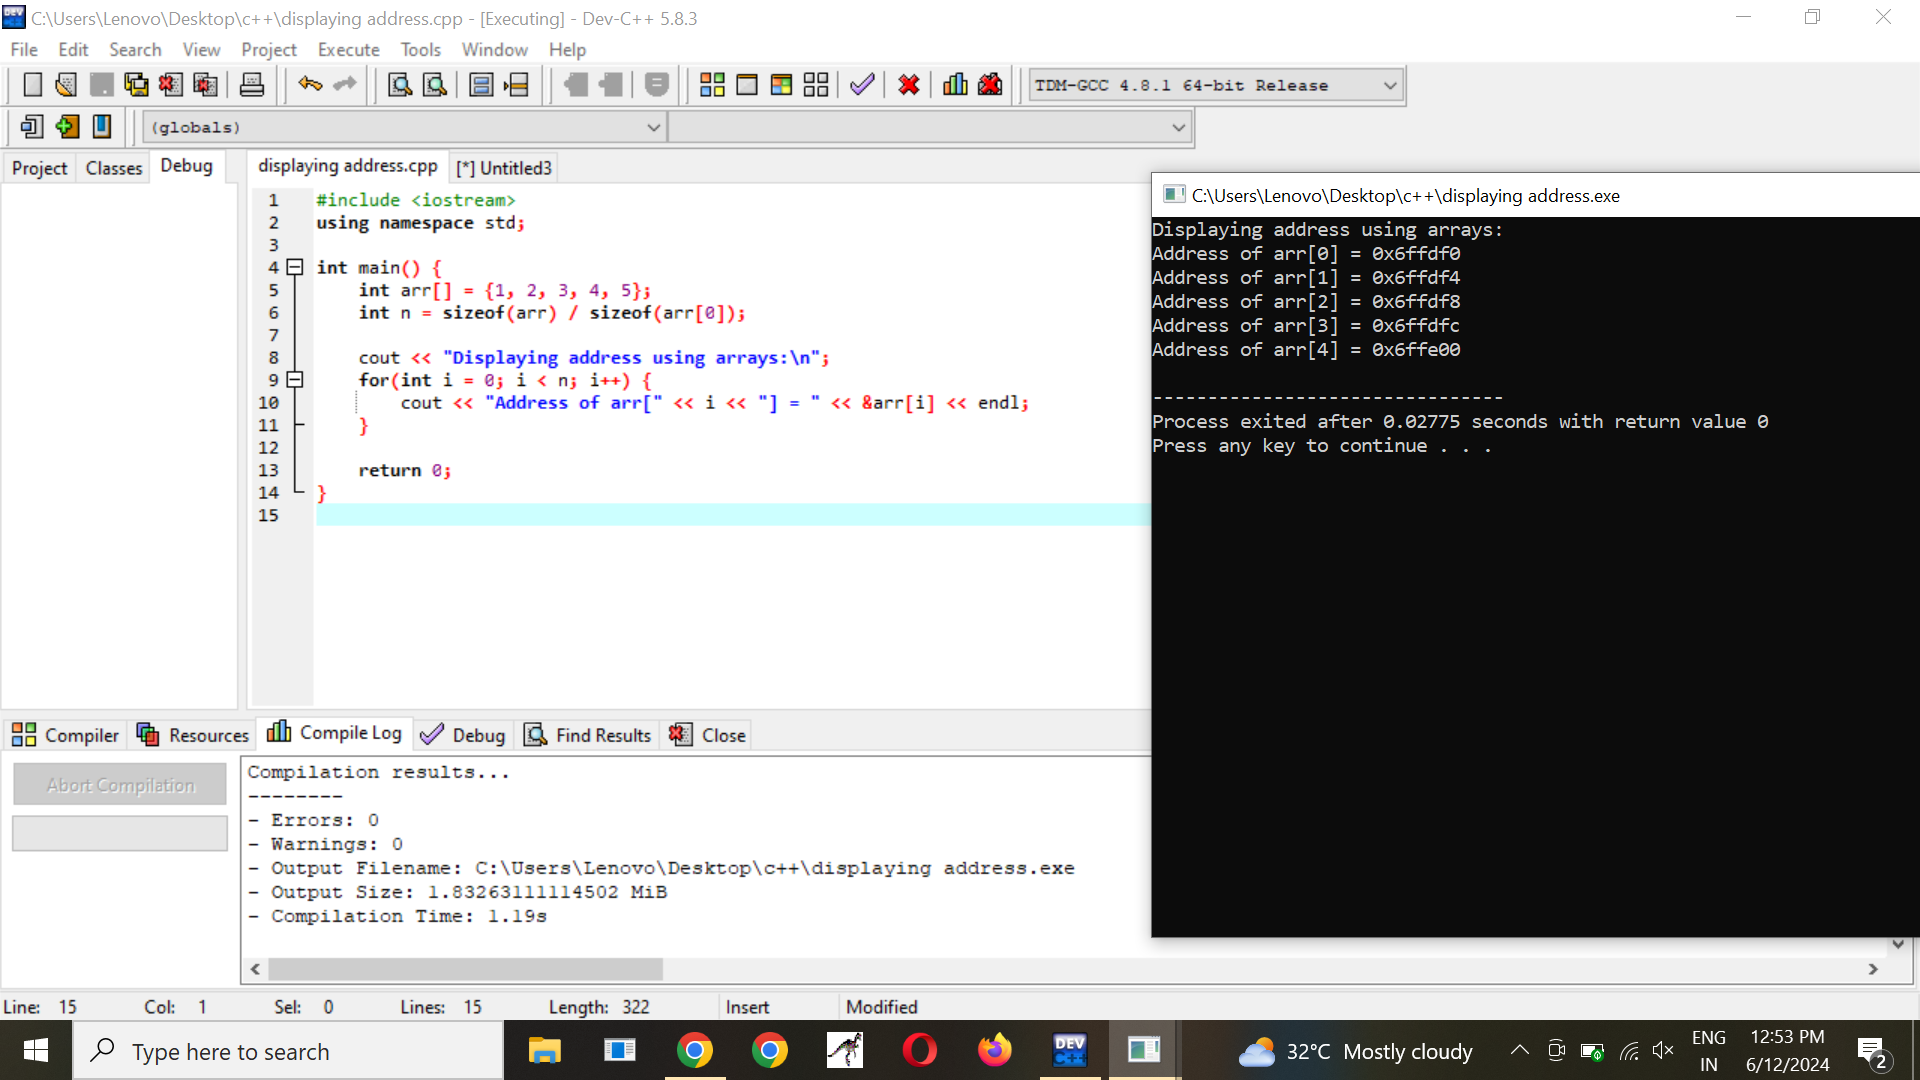 C:\Users\Lenovo\Desktop\c++\displaying address.cpp - [Executing] - Dev-C++ 5.8.3
File Edit Search View Project Execute Tools Window Help
TDM-GCC 4.8.1 64-bit Release
(globals)
Project Classes Debug
displaying address.cpp [*] Untitled3
1 #include <iostream>
2 using namespace std;
3
4 int main() {
5 int arr[] = {1, 2, 3, 4, 5};
6 int n = sizeof(arr) / sizeof(arr[0]);
7
8 cout << "Displaying address using arrays:\n";
9 for(int i = 0; i < n; i++) {
10 cout << "Address of arr[" << i << "] = " << &arr[i] << endl;
11 }
12
13 return 0;
14 }
15
C:\Users\Lenovo\Desktop\c++\displaying address.exe
Displaying address using arrays:
Address of arr[0] = 0x6ffdf0
Address of arr[1] = 0x6ffdf4
Address of arr[2] = 0x6ffdf8
Address of arr[3] = 0x6ffdfc
Address of arr[4] = 0x6ffe00
--------------------------------
Process exited after 0.02775 seconds with return value 0
Press any key to continue . . .
Compiler Resources Compile Log Debug Find Results Close
Abort Compilation
Compilation results...
--------
- Errors: 0
- Warnings: 0
- Output Filename: C:\Users\Lenovo\Desktop\c++\displaying address.exe
- Output Size: 1.83263111114502 MiB
- Compilation Time: 1.19s
Line: 15 Col: 1 Sel: 0 Lines: 15 Length: 322 Insert Modified
Type here to search
DEV
C++
32°C Mostly cloudy
ENG
IN
12:53 PM
6/12/2024
2